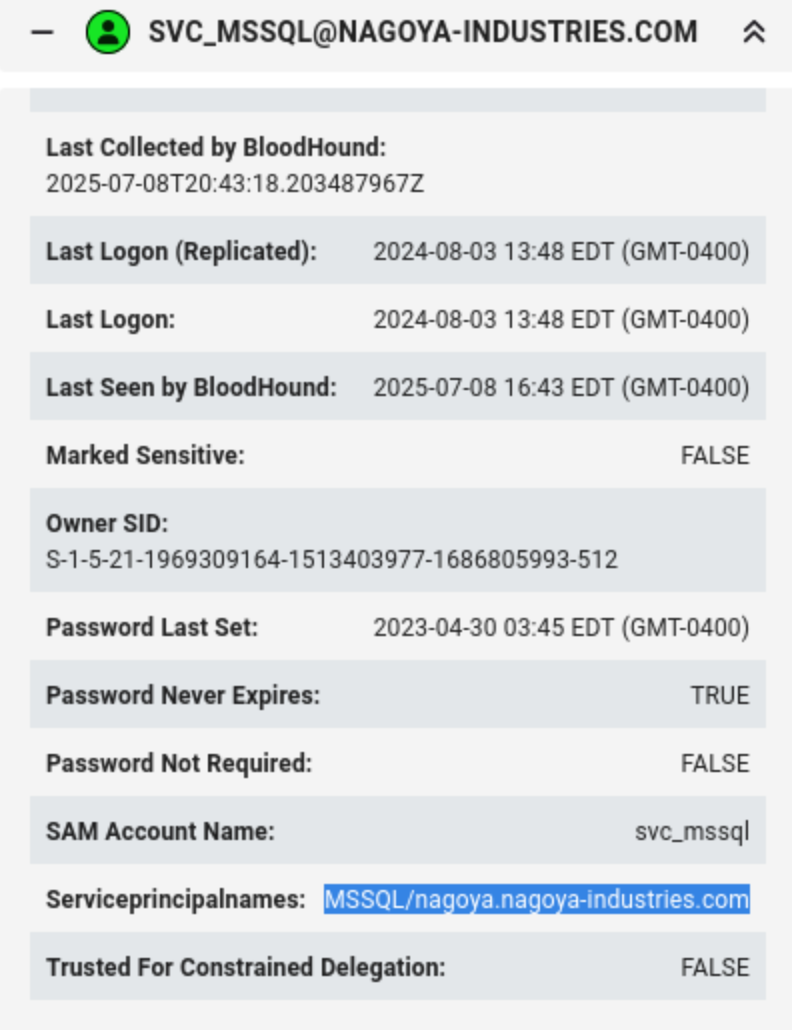 SVC_MSSQL@NAGOYA-INDUSTRIES.COM
Last Collected by BloodHound:
2025-07-08T20:43:18.203487967Z
Last Logon (Replicated): 2024-08-03 13:48 EDT (GMT-0400)
Last Logon: 2024-08-03 13:48 EDT (GMT-0400)
Last Seen by BloodHound: 2025-07-08 16:43 EDT (GMT-0400)
Marked Sensitive: FALSE
Owner SID:
S-1-5-21-1969309164-1513403977-1686805993-512
Password Last Set: 2023-04-30 03:45 EDT (GMT-0400)
Password Never Expires: TRUE
Password Not Required: FALSE
SAM Account Name: svc_mssql
Serviceprincipalnames: MSSQL/nagoya.nagoya-industries.com
Trusted For Constrained Delegation: FALSE